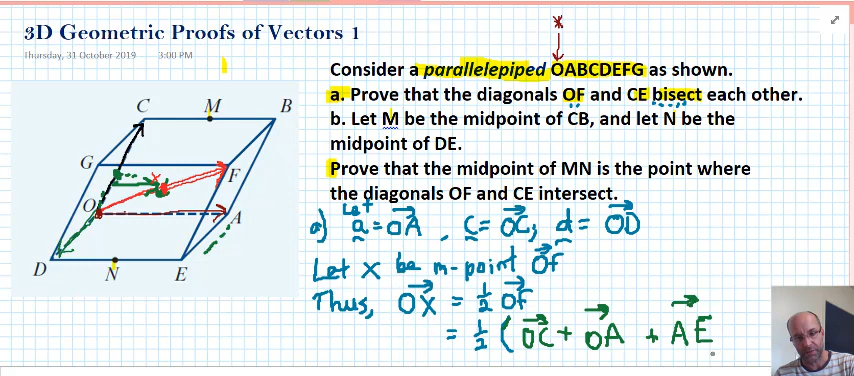 3D Geometric Proofs of Vectors 1
Thursday, 31 October 2019 3:00 PM
Consider a parallelepiped OABCDEFG as shown.
a. Prove that the diagonals OF and CE bisect each other.
b. Let M be the midpoint of CB, and let N be the
midpoint of DE.
Prove that the midpoint of MN is the point where
the diagonals OF and CE intersect.
C M B
G F
x
O A
D N E
a) Let a = OA, c = OC, d = OD
Let x be m-point OF
Thus, OX = 1/2 OF
= 1/2 (OC + OA + AE